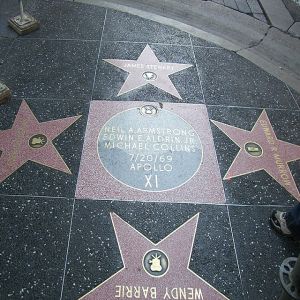 JAMES STEWART
NEIL A. ARMSTRONG
EDWIN E. ALDRIN JR.
MICHAEL COLLINS
7/20/69
APOLLO
XI
WENDY BARRIE